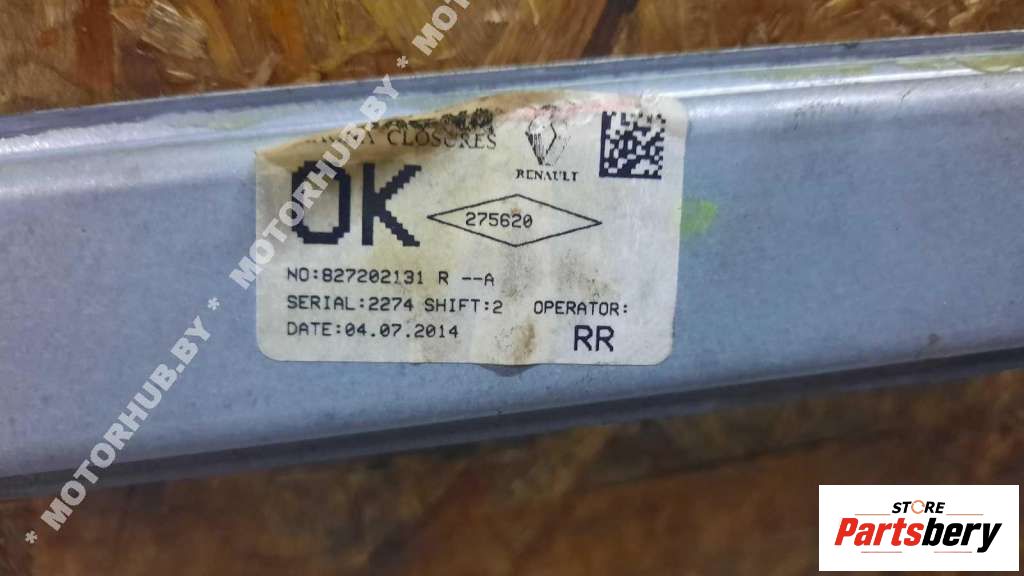 CLOSURES
RENAULT
OK
275620
NO:827202131 R --A
SERIAL:2274 SHIFT:2 OPERATOR:
DATE:04.07.2014
RR
* MOTORHUB.BY * MOTORHUB.BY * MOTORHUB.BY *
STORE
Partsbery